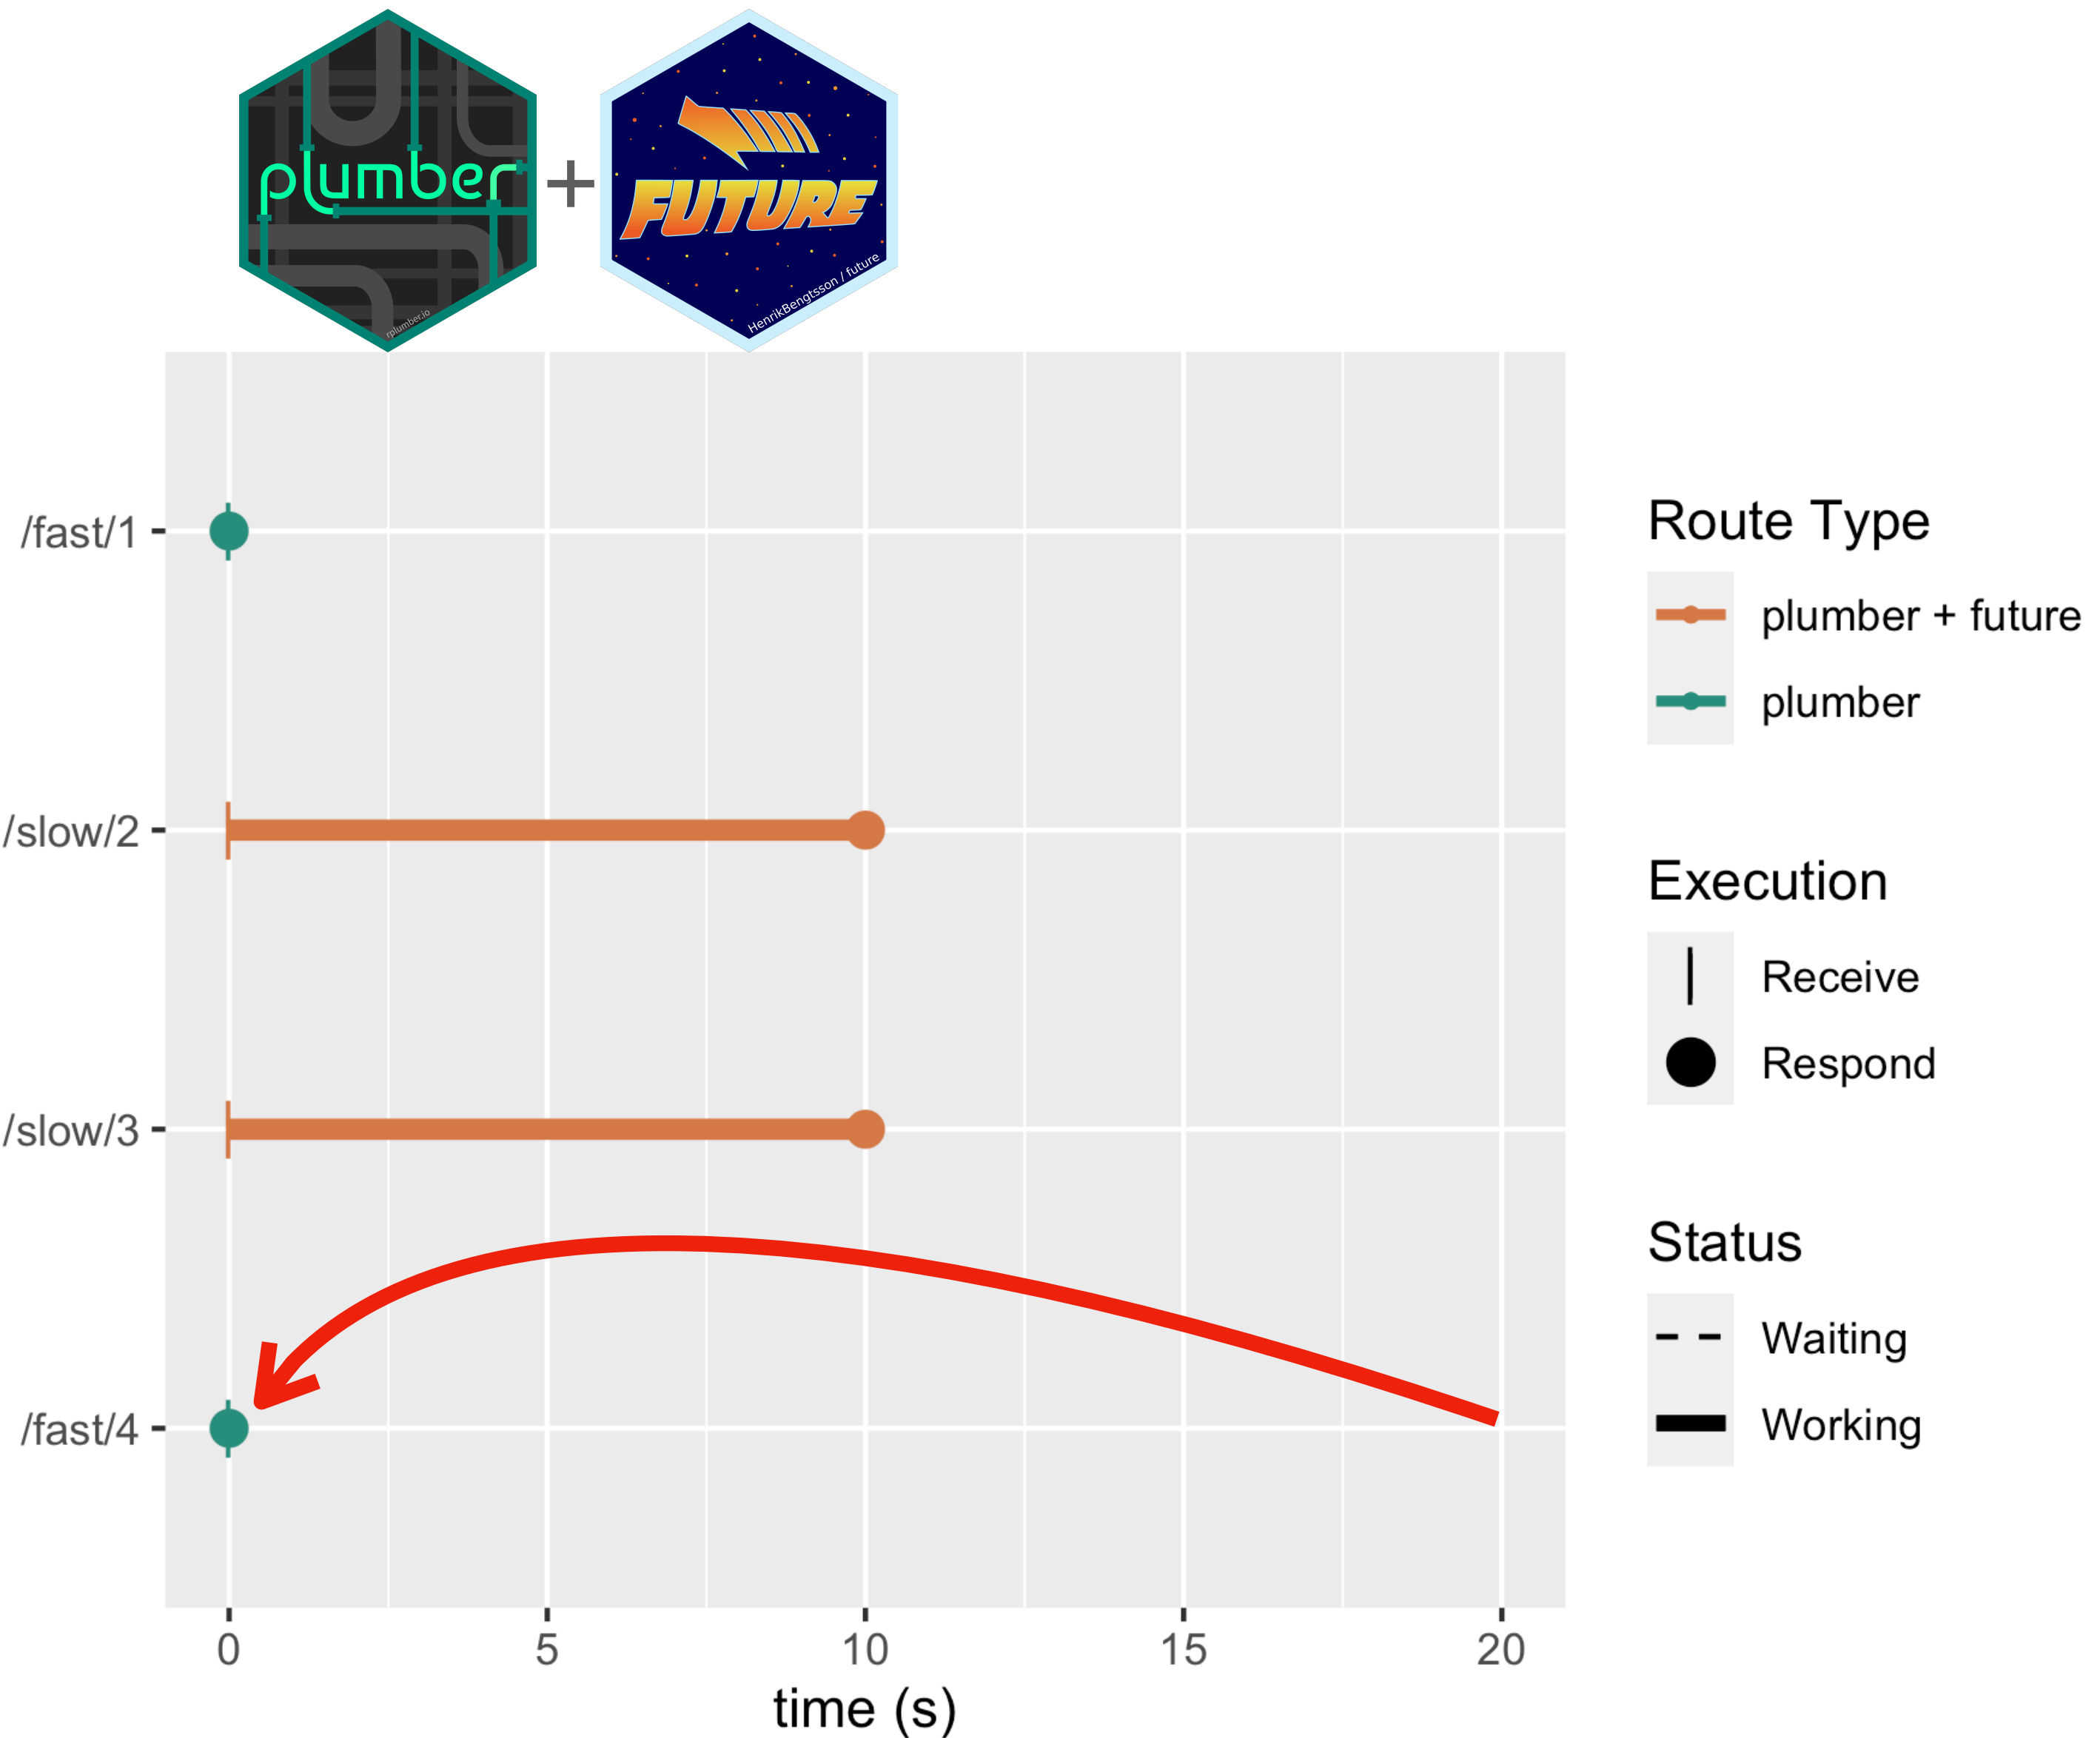 plumber
rplumber.io
+
FUTURE
HenrikBengtsson / future
/fast/1
/slow/2
/slow/3
/fast/4
0
5
10
15
20
time (s)
Route Type
plumber + future
plumber
Execution
Receive
Respond
Status
Waiting
Working